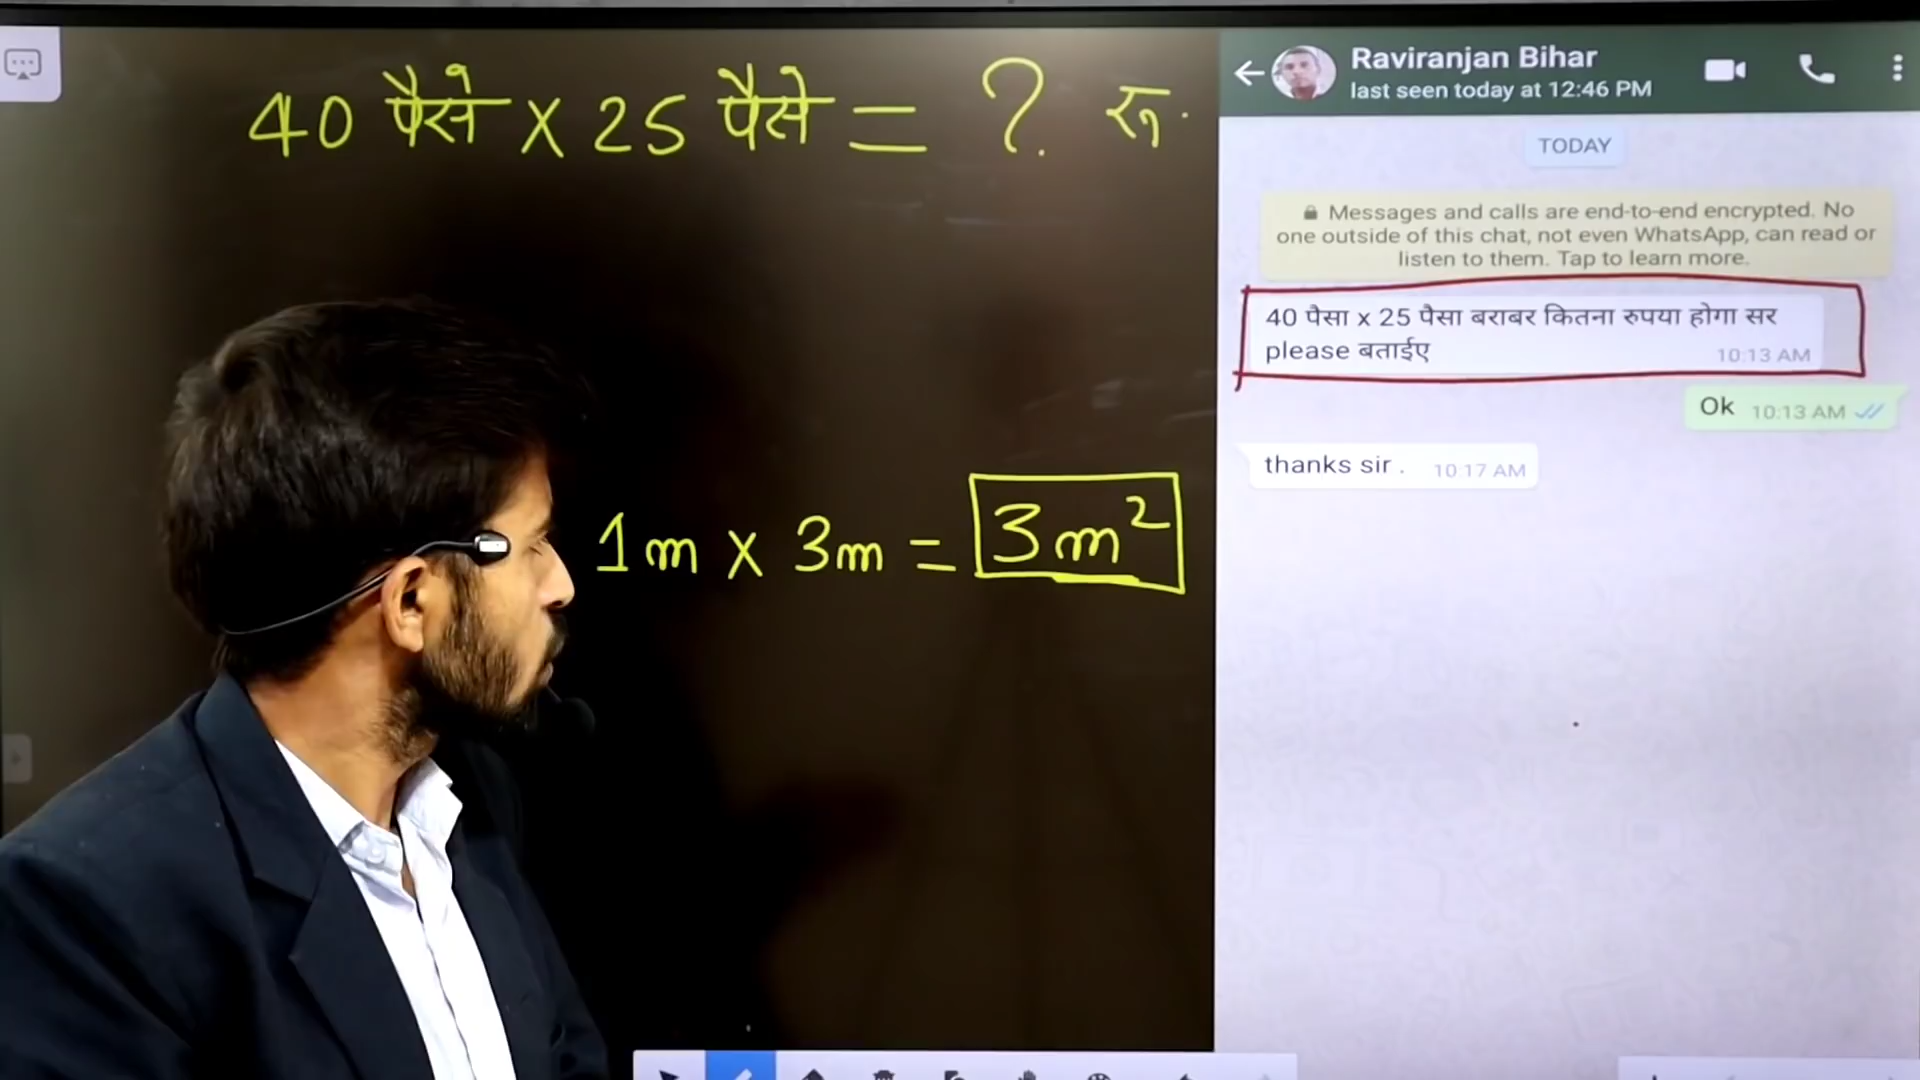 40 पैसे x 25 पैसे = ? रू.
1m x 3m = 3m²
Raviranjan Bihar
last seen today at 12:46 PM
TODAY
Messages and calls are end-to-end encrypted. No
one outside of this chat, not even WhatsApp, can read or
listen to them. Tap to learn more.
40 पैसा x 25 पैसा बराबर कितना रुपया होगा सर
please बताईए 10:13 AM
Ok 10:13 AM
thanks sir . 10:17 AM